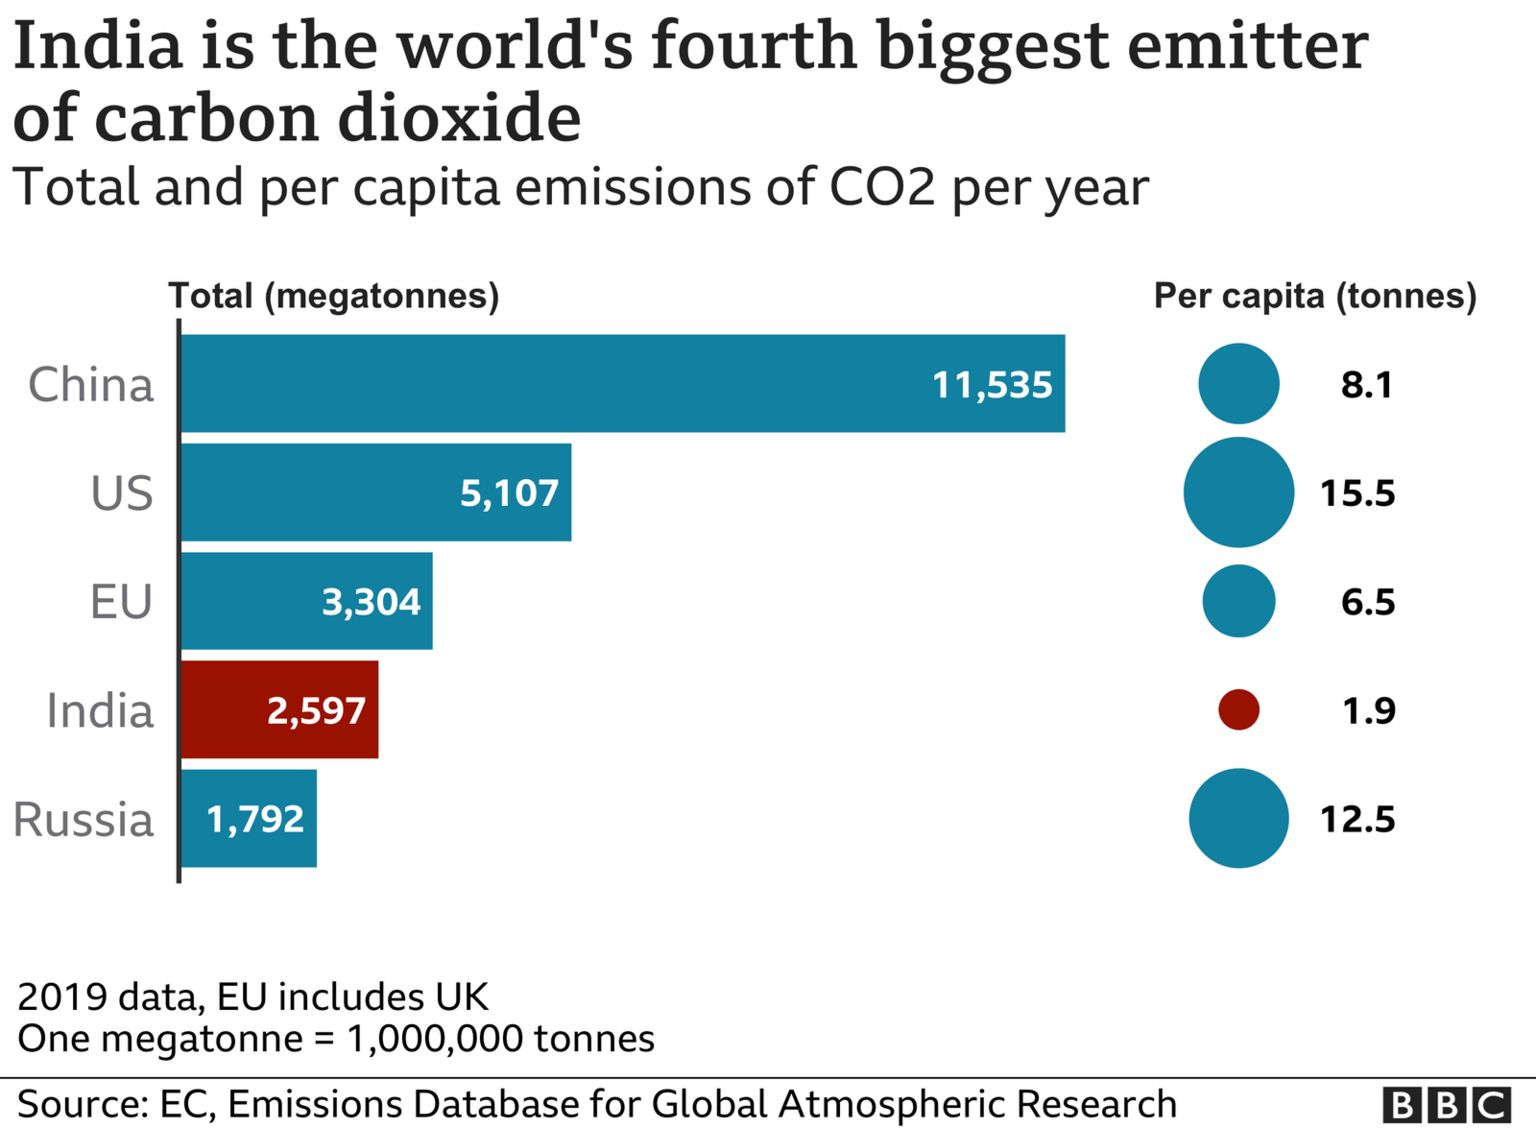 India is the world's fourth biggest emitter
of carbon dioxide
Total and per capita emissions of CO2 per year
Total (megatonnes) Per capita (tonnes)
China 11,535 8.1
US 5,107 15.5
EU 3,304 6.5
India 2,597 1.9
Russia 1,792 12.5
2019 data, EU includes UK
One megatonne = 1,000,000 tonnes
Source: EC, Emissions Database for Global Atmospheric Research BBC